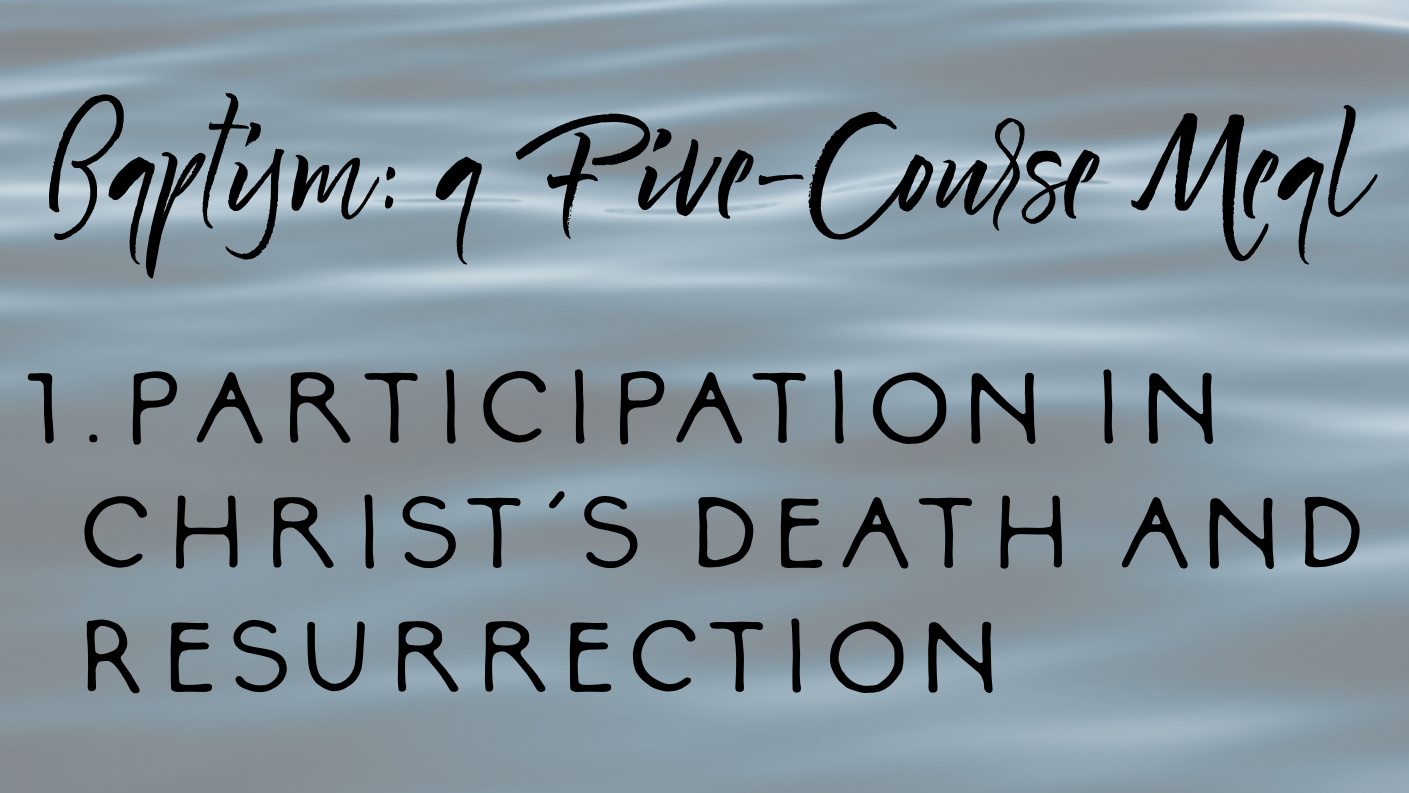 Baptism: a Five-Course Meal
1. PARTICIPATION IN
CHRIST'S DEATH AND
RESURRECTION